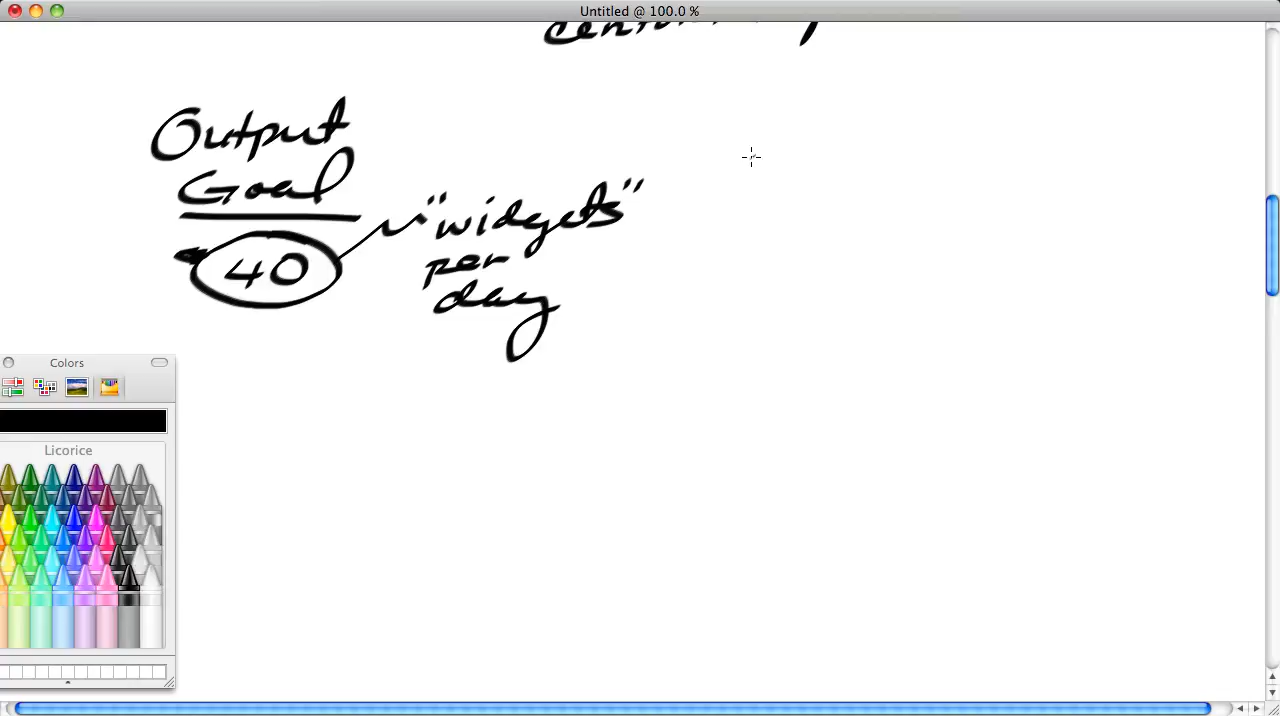 Untitled @ 100.0 %
Output
Goal
40
"widgets"
per
day
Colors
Licorice